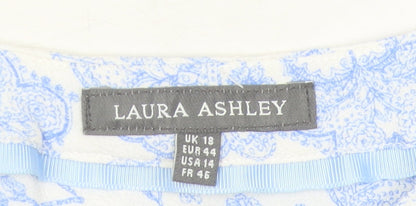 LAURA ASHLEY
UK 18
EUR 44
USA 14
FR 46